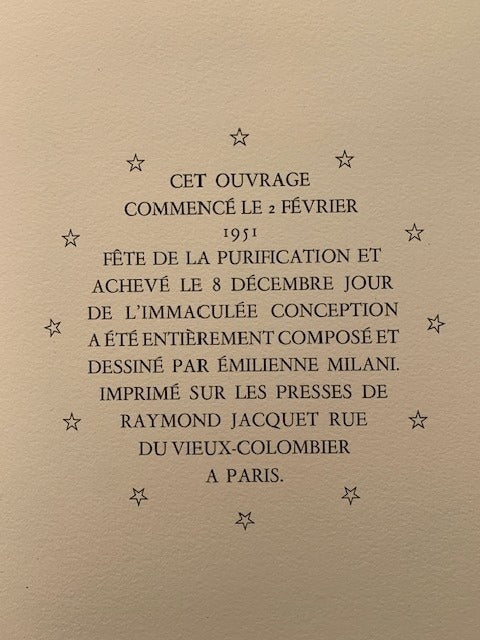 CET OUVRAGE
COMMENCÉ LE 2 FÉVRIER
1951
FÊTE DE LA PURIFICATION ET
ACHEVÉ LE 8 DÉCEMBRE JOUR
DE L'IMMACULÉE CONCEPTION
A ÉTÉ ENTIÈREMENT COMPOSÉ ET
DESSINÉ PAR ÉMILIENNE MILANI.
IMPRIMÉ SUR LES PRESSES DE
RAYMOND JACQUET RUE
DU VIEUX-COLOMBIER
A PARIS.